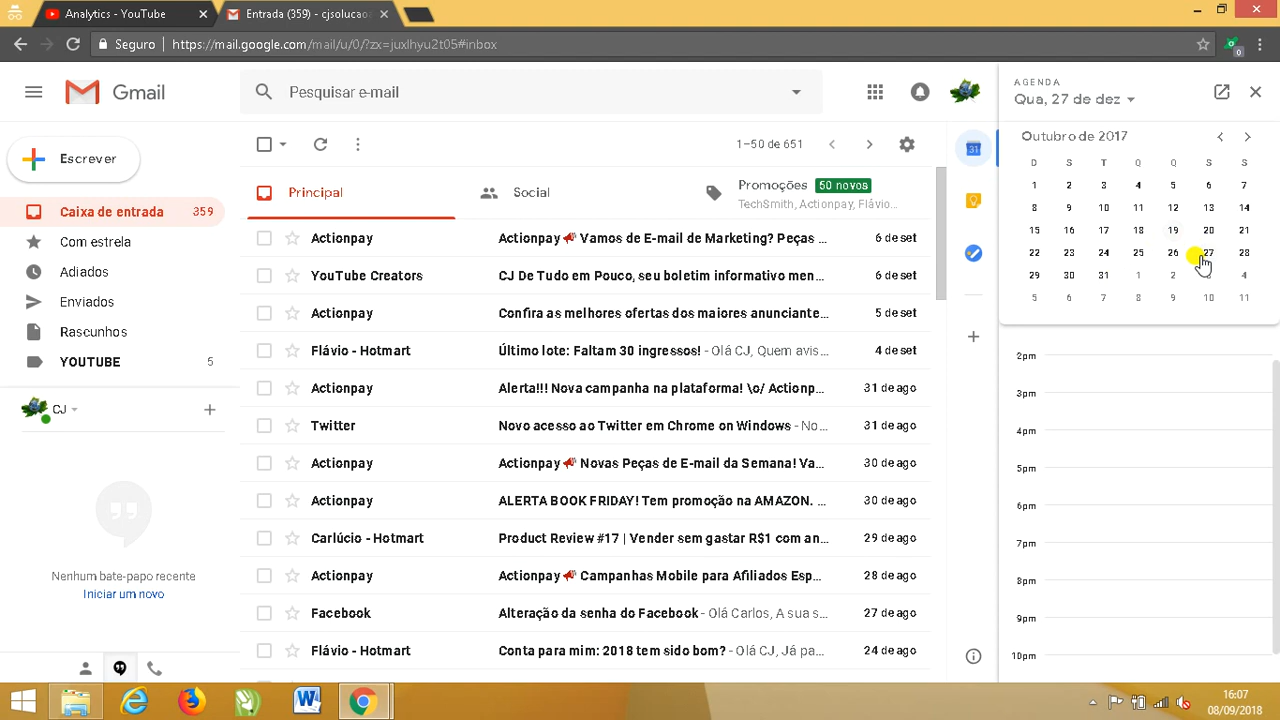 Analytics - YouTube
Entrada (359) - cjsolucao
Seguro
https://mail.google.com/mail/u/0/?zx=juxlhyu2t05#inbox
Gmail
Pesquisar e-mail
AGENDA
Qua, 27 de dez
Escrever
1–50 de 651
Outubro de 2017
D S T Q Q S S
1 2 3 4 5 6 7
8 9 10 11 12 13 14
15 16 17 18 19 20 21
22 23 24 25 26 27 28
29 30 31 1 2 3 4
5 6 7 8 9 10 11
Principal
Social
Promoções 50 novos
TechSmith, Actionpay, Flávio...
Caixa de entrada 359
Com estrela
Adiados
Enviados
Rascunhos
YOUTUBE 5
CJ
Nenhum bate-papo recente
Iniciar um novo
Actionpay Actionpay Vamos de E-mail de Marketing? Peças ... 6 de set
YouTube Creators CJ De Tudo em Pouco, seu boletim informativo men... 6 de set
Actionpay Confira as melhores ofertas dos maiores anunciante... 5 de set
Flávio - Hotmart Último lote: Faltam 30 ingressos! - Olá CJ, Quem avis... 4 de set
Actionpay Alerta!!! Nova campanha na plataforma! \o/ Actionp... 31 de ago
Twitter Novo acesso ao Twitter em Chrome on Windows - No... 31 de ago
Actionpay Actionpay Novas Peças de E-mail da Semana! Va... 30 de ago
Actionpay ALERTA BOOK FRIDAY! Tem promoção na AMAZON. ... 30 de ago
Carlúcio - Hotmart Product Review #17 | Vender sem gastar R$1 com an... 29 de ago
Actionpay Actionpay Campanhas Mobile para Afiliados Esp... 28 de ago
Facebook Alteração da senha do Facebook - Olá Carlos, A sua s... 27 de ago
Flávio - Hotmart Conta para mim: 2018 tem sido bom? - Olá CJ, Já pa... 24 de ago
2pm
3pm
4pm
5pm
6pm
7pm
8pm
9pm
10pm
31
0
16:07
08/09/2018